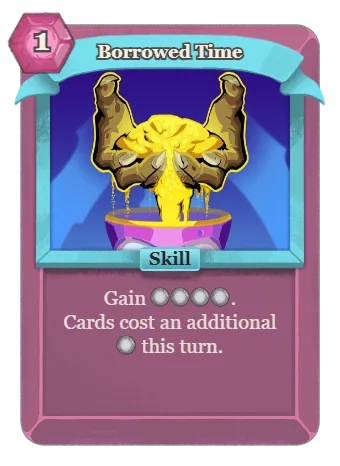 1
Borrowed Time
Skill
Gain .
Cards cost an additional
this turn.